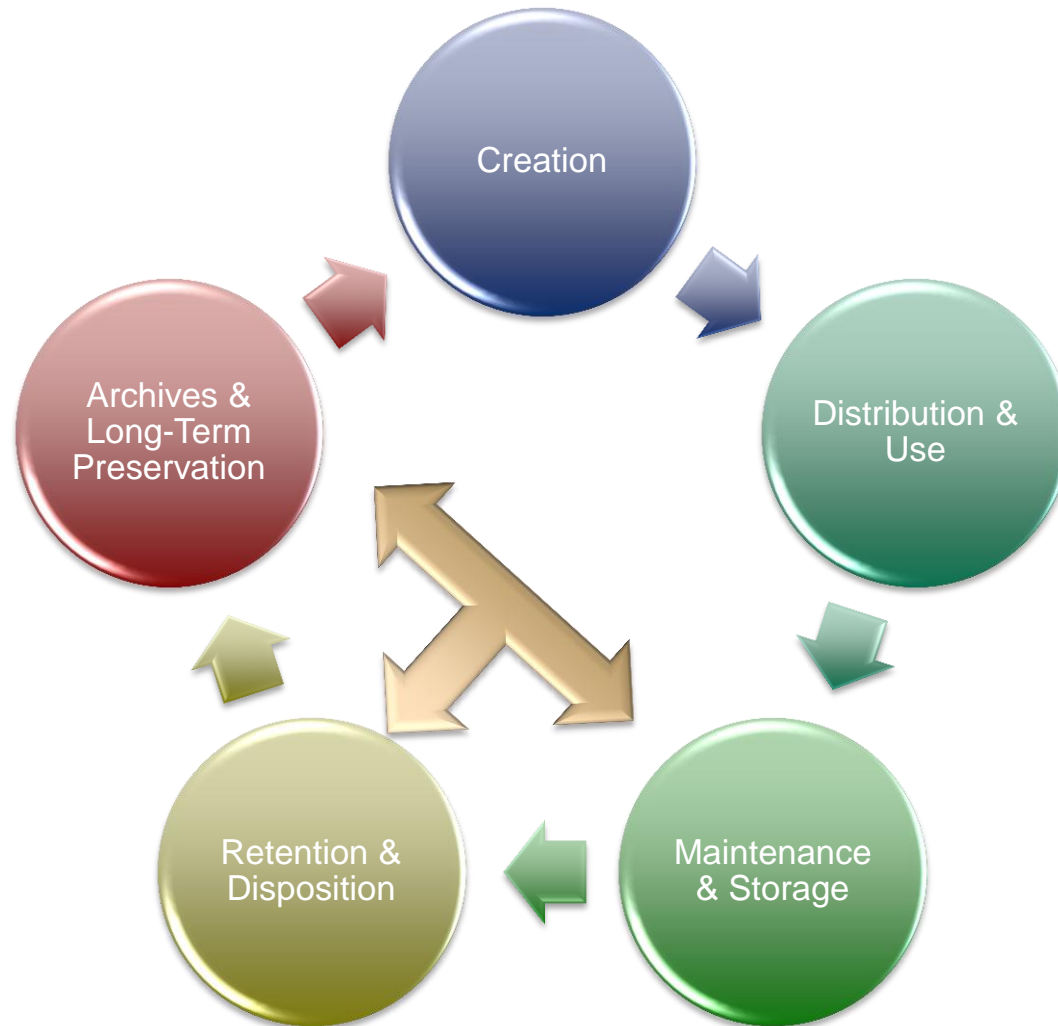 Creation
Distribution &
Use
Maintenance
& Storage
Retention &
Disposition
Archives &
Long-Term
Preservation